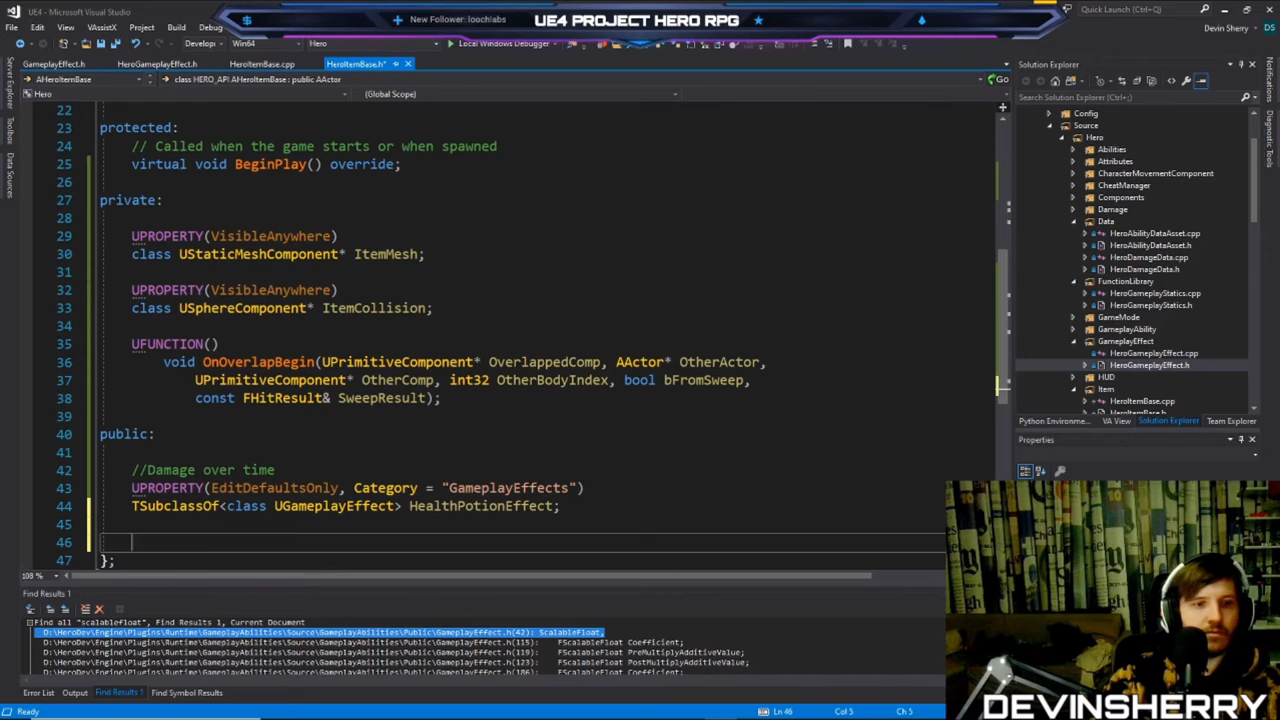 HeroItemBase.h* - Microsoft Visual Studio
New Follower: loochlabs
UE4 PROJECT HERO RPG
Quick Launch (Ctrl+Q)
File
Edit
View
VAssistX
Project
Build
Debug
Devin Sherry
DS
Develop
Win64
Hero
Local Windows Debugger
GameplayEffect.h
HeroGameplayEffect.h
HeroItemBase.cpp
HeroItemBase.h*
AHeroItemBase
class HERO_API AHeroItemBase : public AActor
Go
Hero
(Global Scope)
22
23 protected:
24 // Called when the game starts or when spawned
25 virtual void BeginPlay() override;
26
27 private:
28
29 UPROPERTY(VisibleAnywhere)
30 class UStaticMeshComponent* ItemMesh;
31
32 UPROPERTY(VisibleAnywhere)
33 class USphereComponent* ItemCollision;
34
35 UFUNCTION()
36 void OnOverlapBegin(UPrimitiveComponent* OverlappedComp, AActor* OtherActor,
37 UPrimitiveComponent* OtherComp, int32 OtherBodyIndex, bool bFromSweep,
38 const FHitResult& SweepResult);
39
40 public:
41
42 //Damage over time
43 UPROPERTY(EditDefaultsOnly, Category = "GameplayEffects")
44 TSubclassOf<class UGameplayEffect> HealthPotionEffect;
45
46
47 };
108 %
Server Explorer
Toolbox
Data Sources
Solution Explorer
Search Solution Explorer (Ctrl+;)
Config
Source
Hero
Abilities
Attributes
CharacterMovementComponent
CheatManager
Components
Damage
Data
HeroAbilityDataAsset.cpp
HeroAbilityDataAsset.h
HeroDamageData.cpp
HeroDamageData.h
FunctionLibrary
HeroGameplayStatics.cpp
HeroGameplayStatics.h
GameMode
GameplayAbility
GameplayEffect
HeroGameplayEffect.cpp
HeroGameplayEffect.h
HUD
Item
HeroItemBase.cpp
HeroItemBase.h
Python Environme...
VA View
Solution Explorer
Team Explorer
Properties
Notifications
Diagnostic Tools
Find Results 1
Find all "scalablefloat", Find Results 1, Current Document
D:\HeroDev\Engine\Plugins\Runtime\GameplayAbilities\Source\GameplayAbilities\Public\GameplayEffect.h(42): ScalableFloat,
D:\HeroDev\Engine\Plugins\Runtime\GameplayAbilities\Source\GameplayAbilities\Public\GameplayEffect.h(115): FScalableFloat Coefficient;
D:\HeroDev\Engine\Plugins\Runtime\GameplayAbilities\Source\GameplayAbilities\Public\GameplayEffect.h(119): FScalableFloat PreMultiplyAdditiveValue;
D:\HeroDev\Engine\Plugins\Runtime\GameplayAbilities\Source\GameplayAbilities\Public\GameplayEffect.h(123): FScalableFloat PostMultiplyAdditiveValue;
D:\HeroDev\Engine\Plugins\Runtime\GameplayAbilities\Source\GameplayAbilities\Public\GameplayEffect.h(186): FScalableFloat
Error List
Output
Find Results 1
Find Symbol Results
Ready
Ln 46
Col 5
Ch 5
DEVINSHERRY